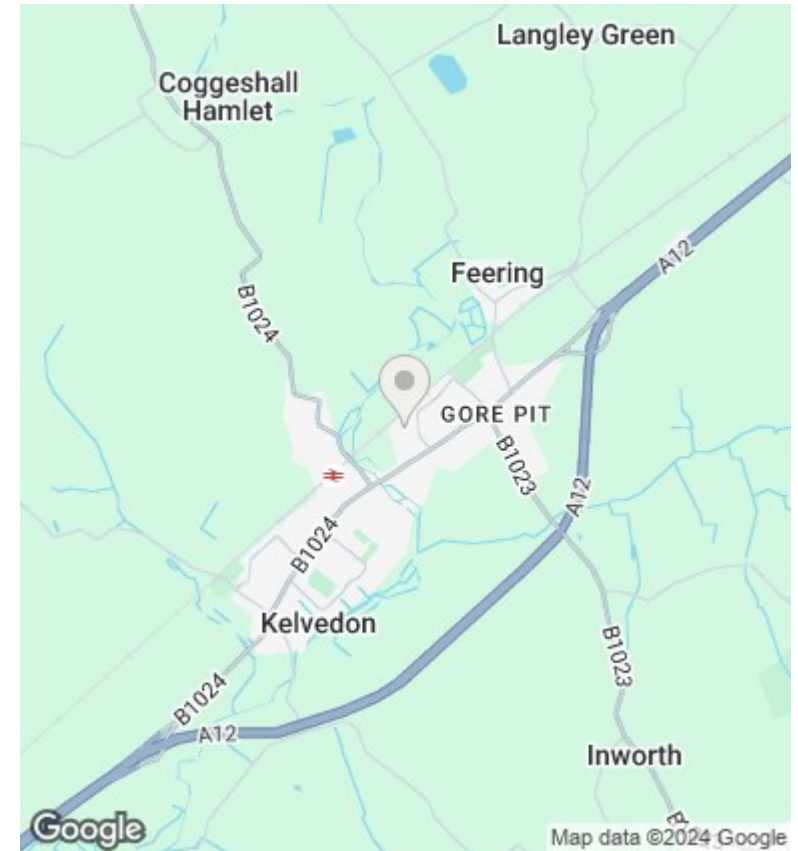 Langley Green
Coggeshall
Hamlet
A12
Feering
B1024
GORE PIT
B1023
A12
B1024
Kelvedon
B1023
B1024
A12
Inworth
Google
Map data ©2024 Google